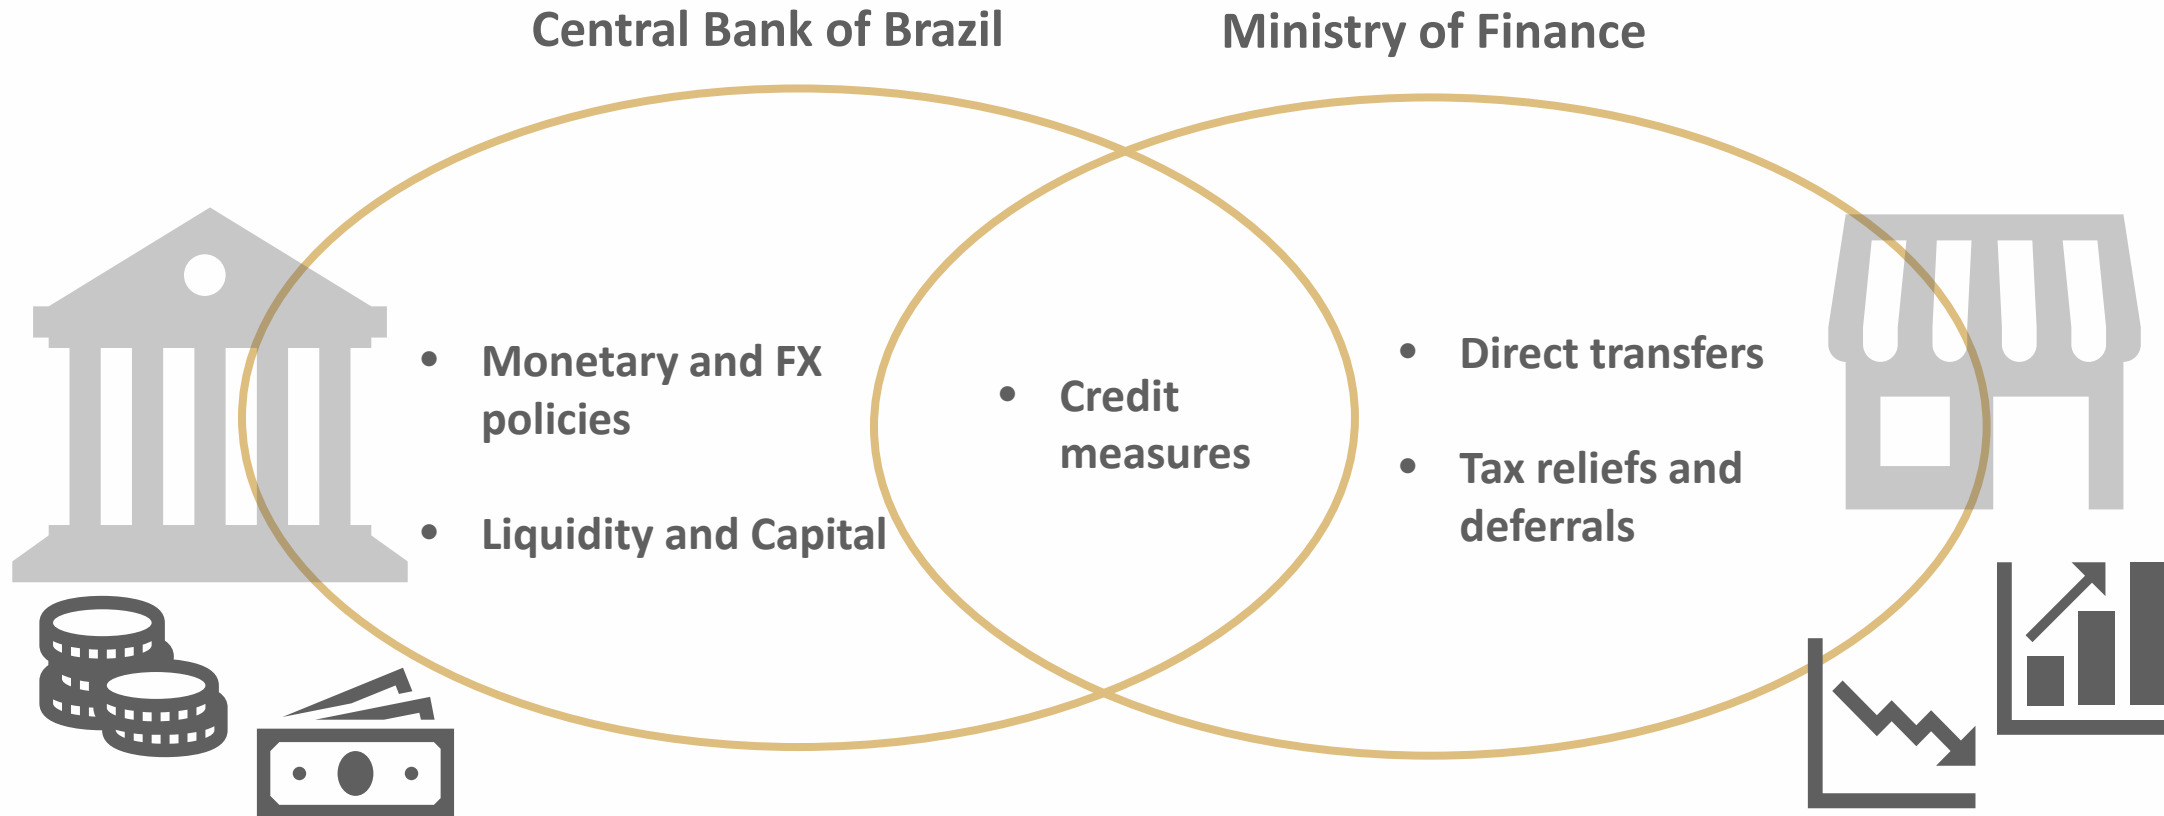 Central Bank of Brazil
Ministry of Finance
• Monetary and FX
policies
• Liquidity and Capital
• Credit
measures
• Direct transfers
• Tax reliefs and
deferrals